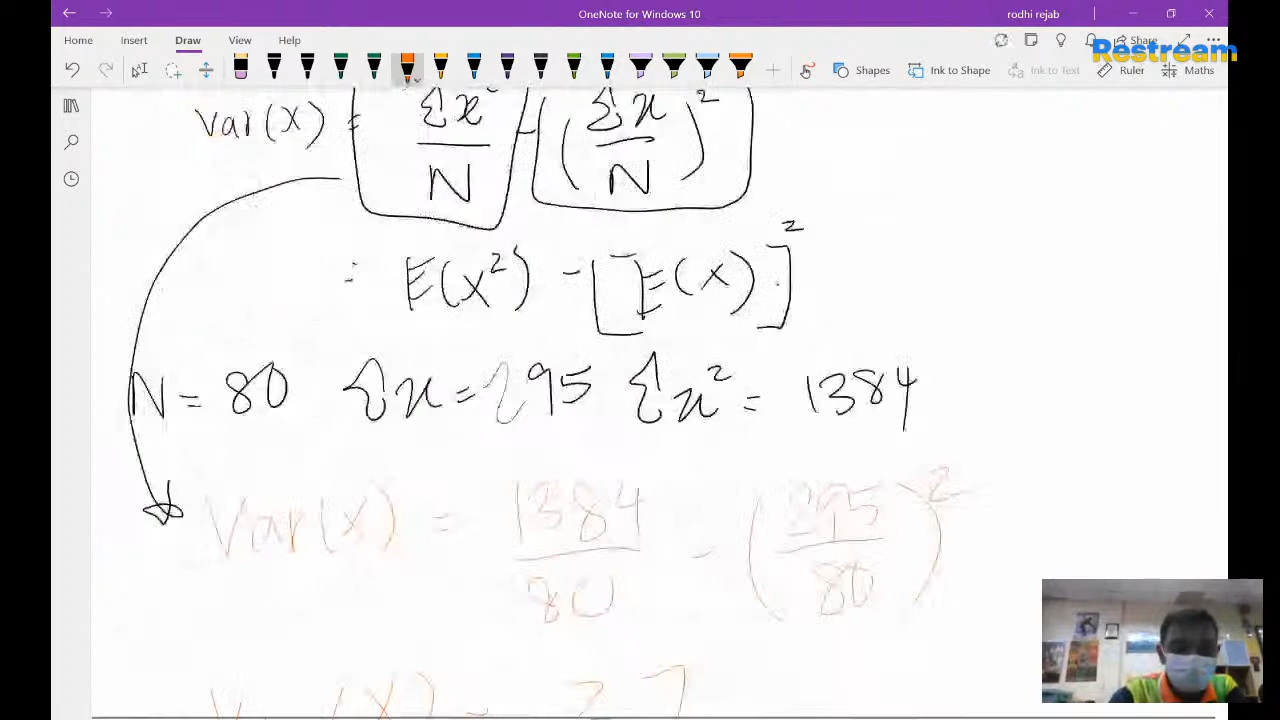 OneNote for Windows 10
rodhi rejab
Home Insert Draw View Help
Share
Restream
Shapes Ink to Shape Ink to Text Ruler Maths
Var(X) = Σx²/N - (Σx/N)²
= E(X²) - [E(X)]²
N = 80 Σx = 295 Σx² = 1384
Var(X) = 1384/80 - (295/80)²